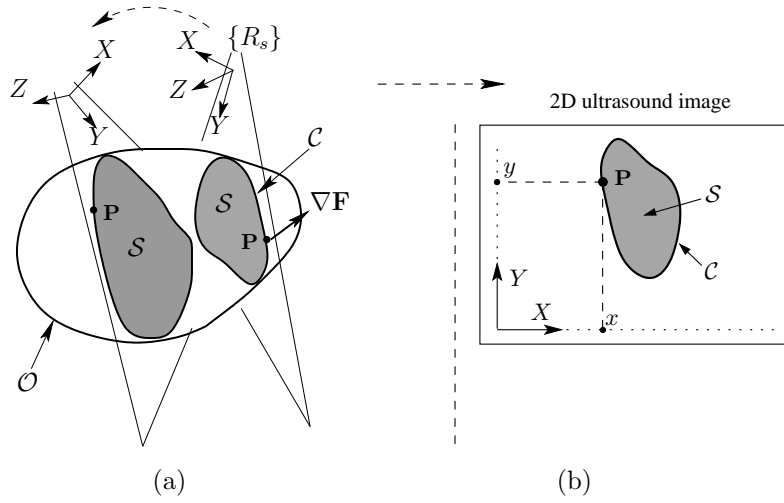 {R_s}
X
Z
Y
X
Z
Y
C
S
P
∇F
P
S
O
(a)
2D ultrasound image
y
P
S
C
Y
X
x
(b)